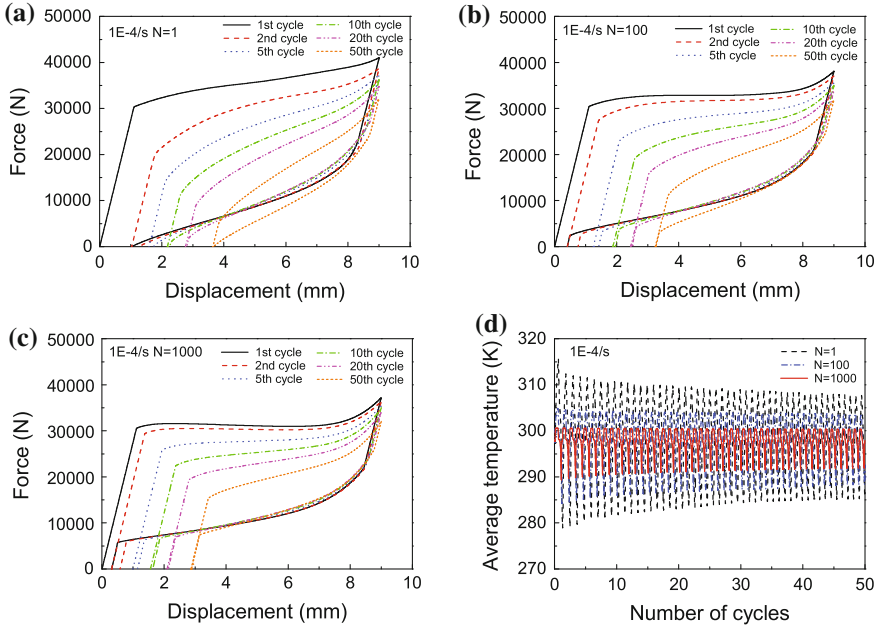 (a)
50000
40000
30000
20000
10000
0
Force (N)
1E-4/s N=1
1st cycle
2nd cycle
5th cycle
10th cycle
20th cycle
50th cycle
0 2 4 6 8 10
Displacement (mm)
(b)
50000
40000
30000
20000
10000
0
Force (N)
1E-4/s N=100
1st cycle
2nd cycle
5th cycle
10th cycle
20th cycle
50th cycle
0 2 4 6 8 10
Displacement (mm)
(c)
50000
40000
30000
20000
10000
0
Force (N)
1E-4/s N=1000
1st cycle
2nd cycle
5th cycle
10th cycle
20th cycle
50th cycle
0 2 4 6 8 10
Displacement (mm)
(d)
320
310
300
290
280
270
Average temperature (K)
1E-4/s
N=1
N=100
N=1000
0 10 20 30 40 50
Number of cycles